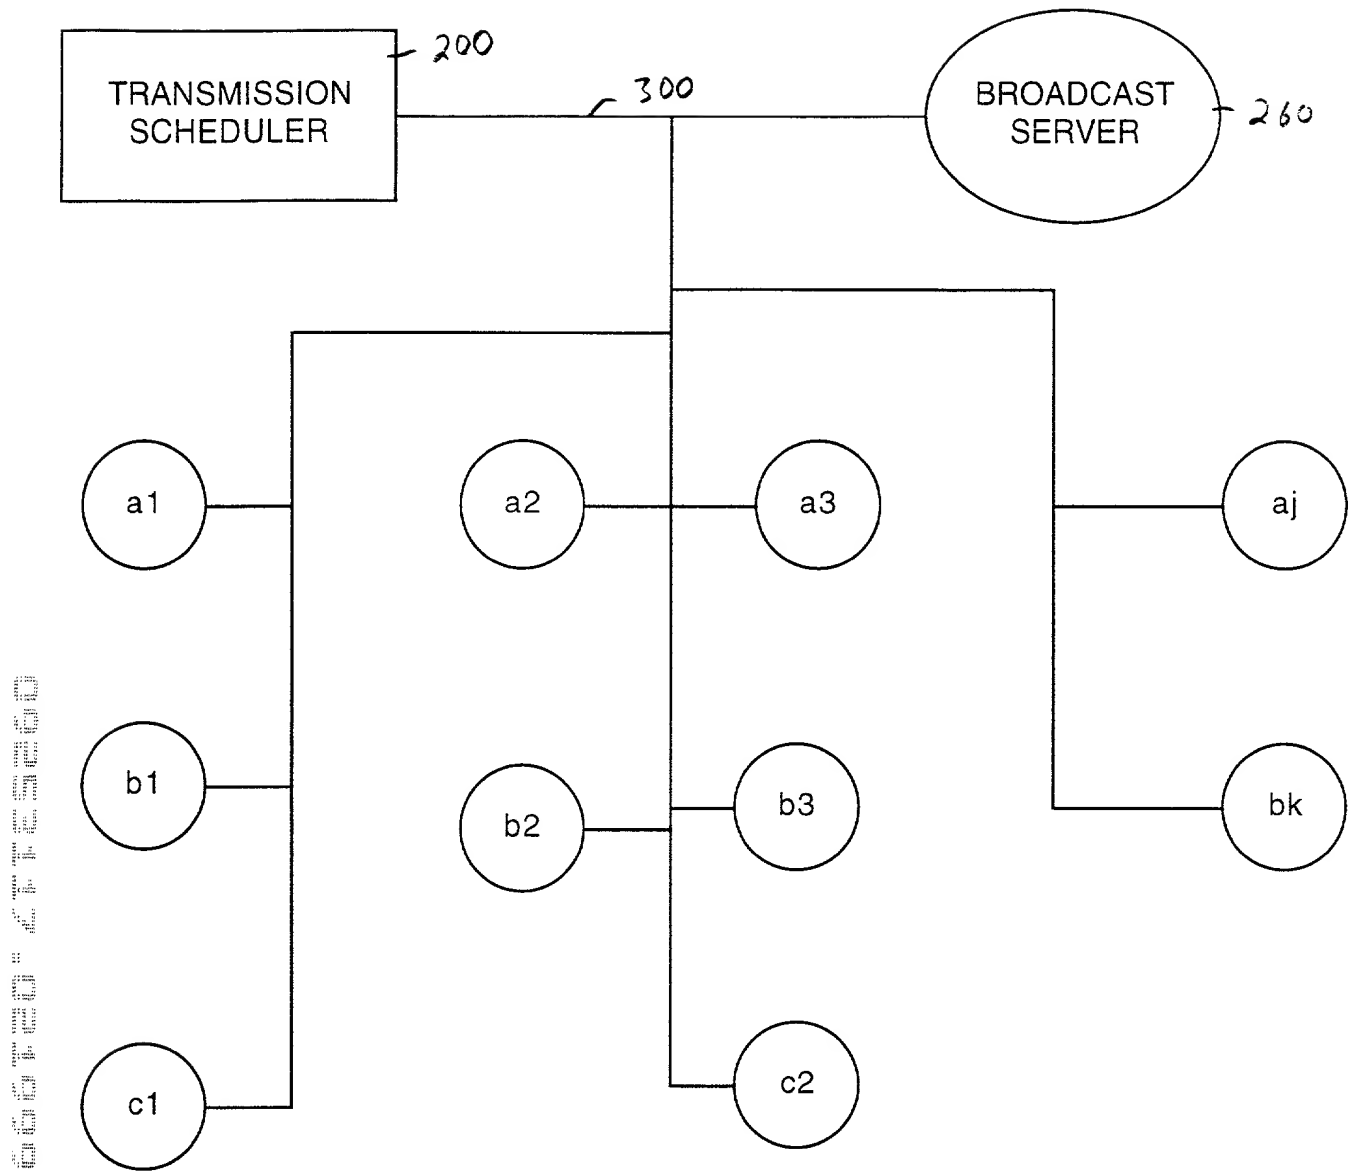 200
TRANSMISSION
SCHEDULER
300
BROADCAST
SERVER
260
a1
a2
a3
aj
b1
b2
b3
bk
c1
c2